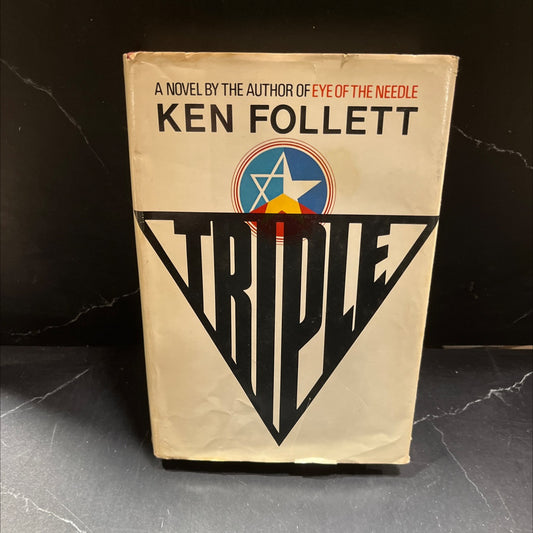 A NOVEL BY THE AUTHOR OF EYE OF THE NEEDLE
KEN FOLLETT
TRIPLE